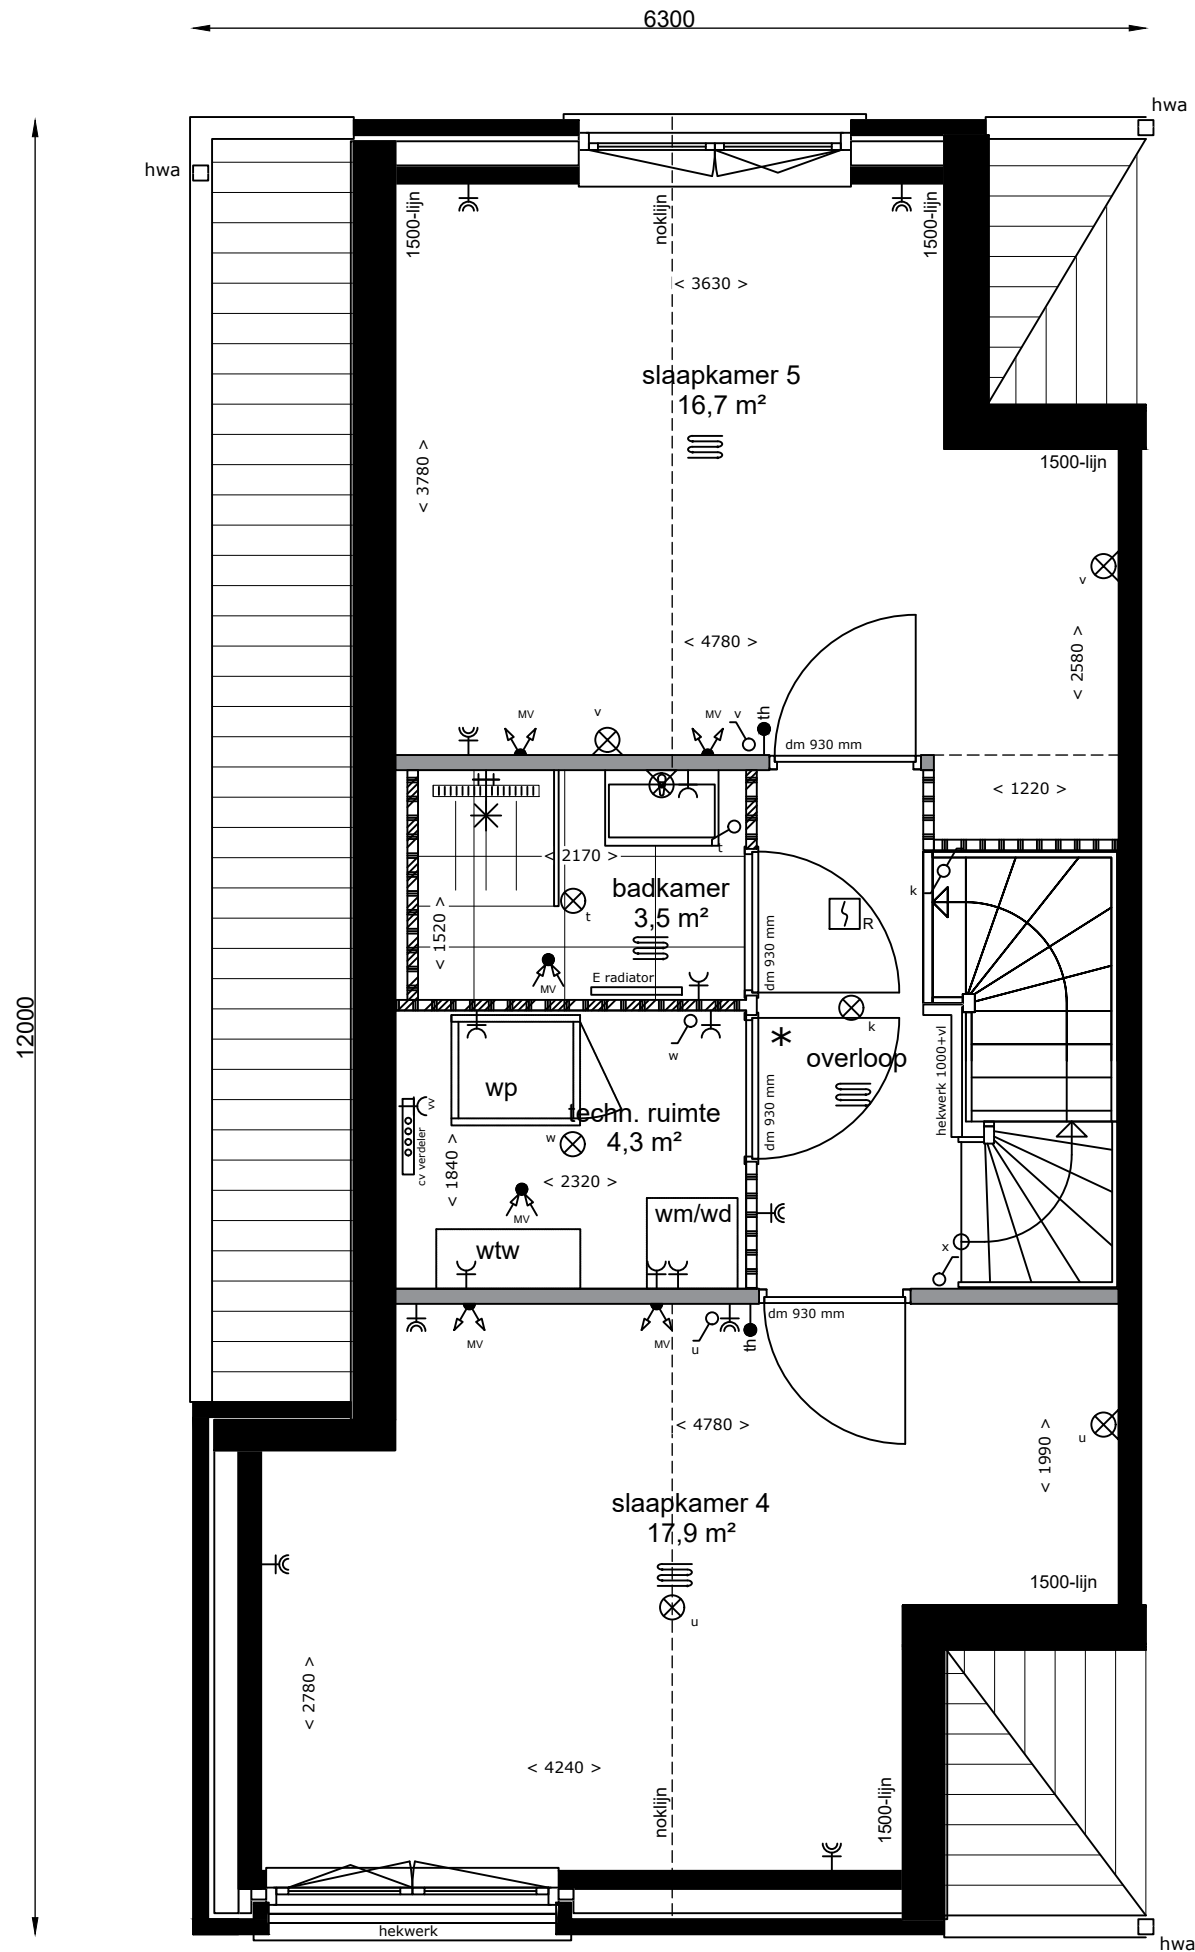 6300
hwa
hwa
1500-lijn
noklijn
1500-lijn
< 3630 >
slaapkamer 5
16,7 m²
< 3780 >
1500-lijn
v
< 2580 >
< 4780 >
MV
v
MV
v
th
dm 930 mm
< 1220 >
t
< 2170 >
badkamer
3,5 m²
k
t
R
< 1520 >
dm 930 mm
E radiator
MV
12000
k
w
overloop
*
hekwerk 1000+vl
wp
techn. ruimte
4,3 m²
vv
cv verdeler
w
dm 930 mm
< 1840 >
< 2320 >
MV
wm/wd
wtw
x
dm 930 mm
MV
MV
u
th
< 4780 >
u
< 1990 >
slaapkamer 4
17,9 m²
1500-lijn
u
< 2780 >
< 4240 >
noklijn
1500-lijn
hekwerk
hwa